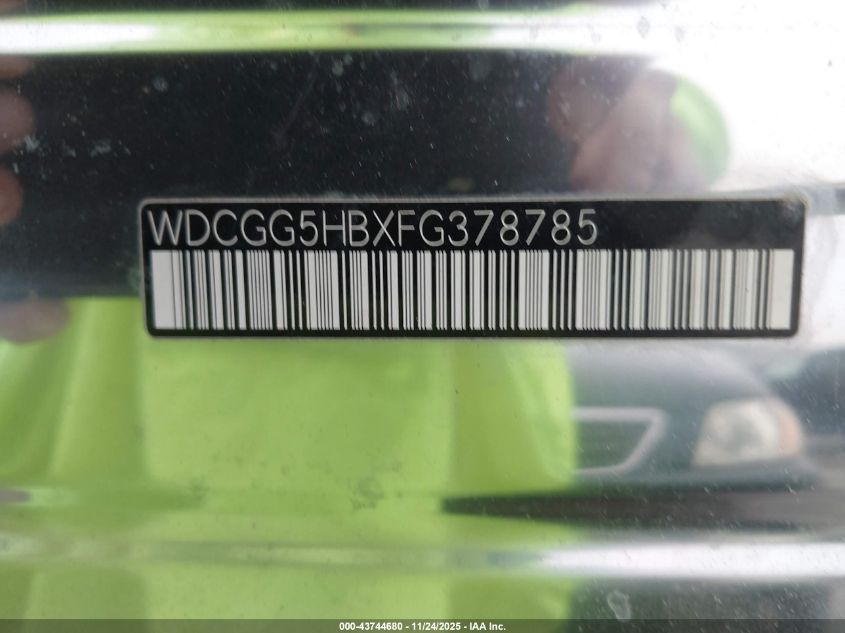 WDCGG5HBXFG378785
000-43744680 - 11/24/2025 - IAA Inc.